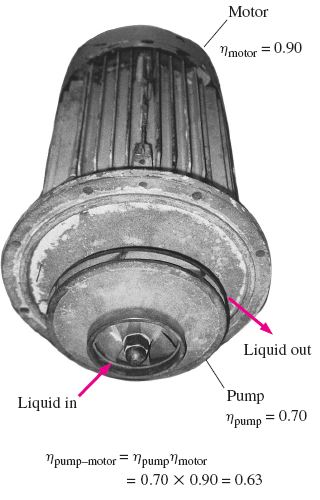 Motor
ηmotor = 0.90
Liquid out
Liquid in
Pump
ηpump = 0.70
ηpump–motor = ηpumpηmotor
= 0.70 × 0.90 = 0.63